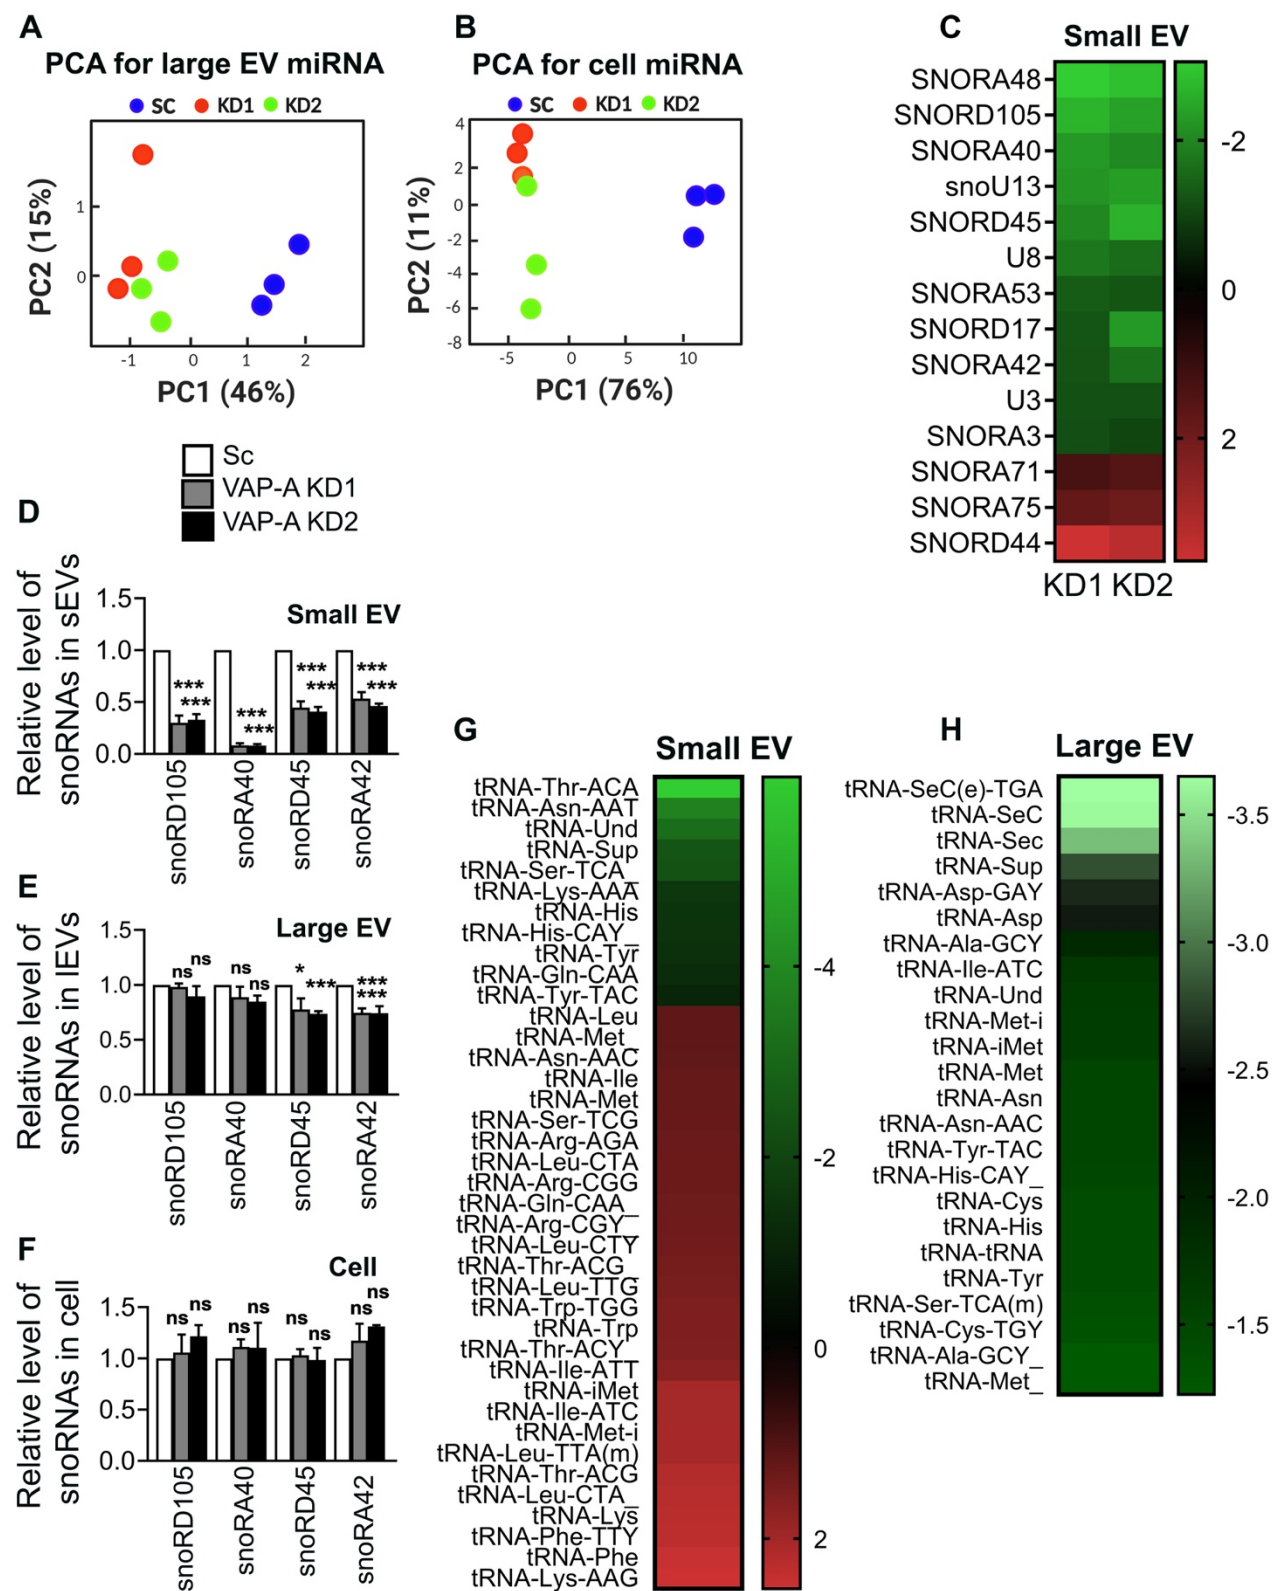 A
PCA for large EV miRNA
SC KD1 KD2
PC2 (15%)
1
0
-1 0 1 2
PC1 (46%)
B
PCA for cell miRNA
SC KD1 KD2
PC2 (11%)
4
2
0
-2
-4
-6
-8
-5 0 5 10
PC1 (76%)
C
Small EV
SNORA48
SNORD105
SNORA40
snoU13
SNORD45
U8
SNORA53
SNORD17
SNORA42
U3
SNORA3
SNORA71
SNORA75
SNORD44
KD1 KD2
-2
0
2
Sc
VAP-A KD1
VAP-A KD2
D
Relative level of
snoRNAs in sEVs
Small EV
1.5
1.0
0.5
0.0
*** *** *** ***
*** *** *** ***
snoRD105
snoRA40
snoRD45
snoRA42
E
Relative level of
snoRNAs in lEVs
Large EV
1.5
1.0
0.5
0.0
ns ns ns ns * *** *** ***
snoRD105
snoRA40
snoRD45
snoRA42
F
Relative level of
snoRNAs in cell
Cell
1.5
1.0
0.5
0.0
ns ns ns ns ns ns ns ns
snoRD105
snoRA40
snoRD45
snoRA42
G
Small EV
tRNA-Thr-ACA
tRNA-Asn-AAT
tRNA-Und
tRNA-Sup
tRNA-Ser-TCA_
tRNA-Lys-AAA
tRNA-His
tRNA-His-CAY_
tRNA-Tyr
tRNA-Gln-CAA
tRNA-Tyr-TAC
tRNA-Leu
tRNA-Met_
tRNA-Asn-AAC
tRNA-Ile
tRNA-Met
tRNA-Ser-TCG
tRNA-Arg-AGA
tRNA-Leu-CTA
tRNA-Arg-CGG
tRNA-Gln-CAA_
tRNA-Arg-CGY_
tRNA-Leu-CTY
tRNA-Thr-ACG_
tRNA-Leu-TTG
tRNA-Trp-TGG
tRNA-Trp
tRNA-Thr-ACY_
tRNA-Ile-ATT
tRNA-iMet
tRNA-Ile-ATC
tRNA-Met-i
tRNA-Leu-TTA(m)
tRNA-Thr-ACG
tRNA-Leu-CTA_
tRNA-Lys
tRNA-Phe-TTY
tRNA-Phe
tRNA-Lys-AAG
-4
-2
0
2
H
Large EV
tRNA-SeC(e)-TGA
tRNA-SeC
tRNA-Sec
tRNA-Sup
tRNA-Asp-GAY
tRNA-Asp
tRNA-Ala-GCY
tRNA-Ile-ATC
tRNA-Und
tRNA-Met-i
tRNA-iMet
tRNA-Met
tRNA-Asn
tRNA-Asn-AAC
tRNA-Tyr-TAC
tRNA-His-CAY_
tRNA-Cys
tRNA-His
tRNA-tRNA
tRNA-Tyr
tRNA-Ser-TCA(m)
tRNA-Cys-TGY
tRNA-Ala-GCY_
tRNA-Met_
-3.5
-3.0
-2.5
-2.0
-1.5